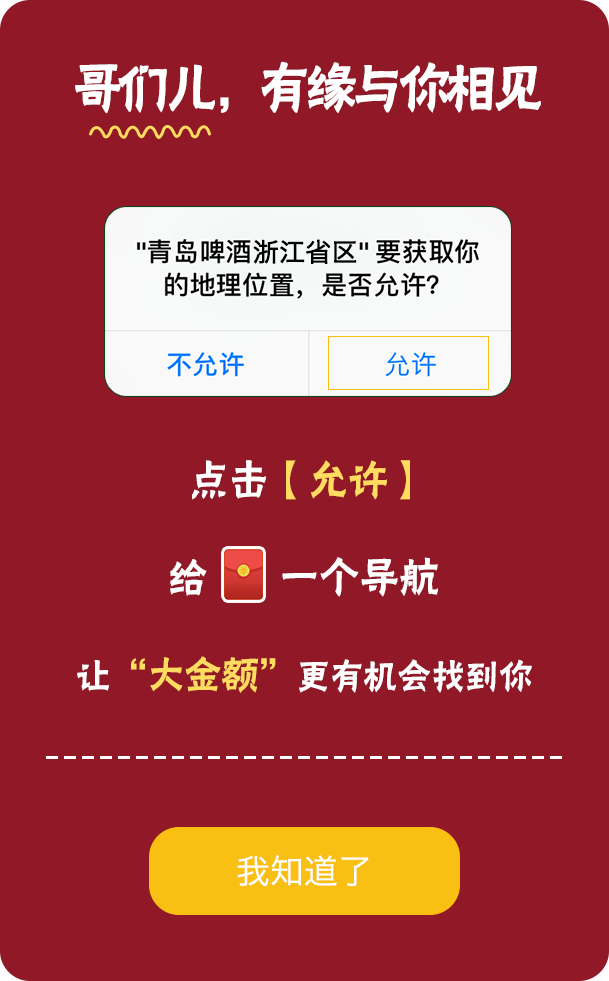 哥们儿，有缘与你相见
"青岛啤酒浙江省区" 要获取你
的地理位置，是否允许？
不允许
允许
点击【允许】
给 一个导航
让“大金额”更有机会找到你
我知道了